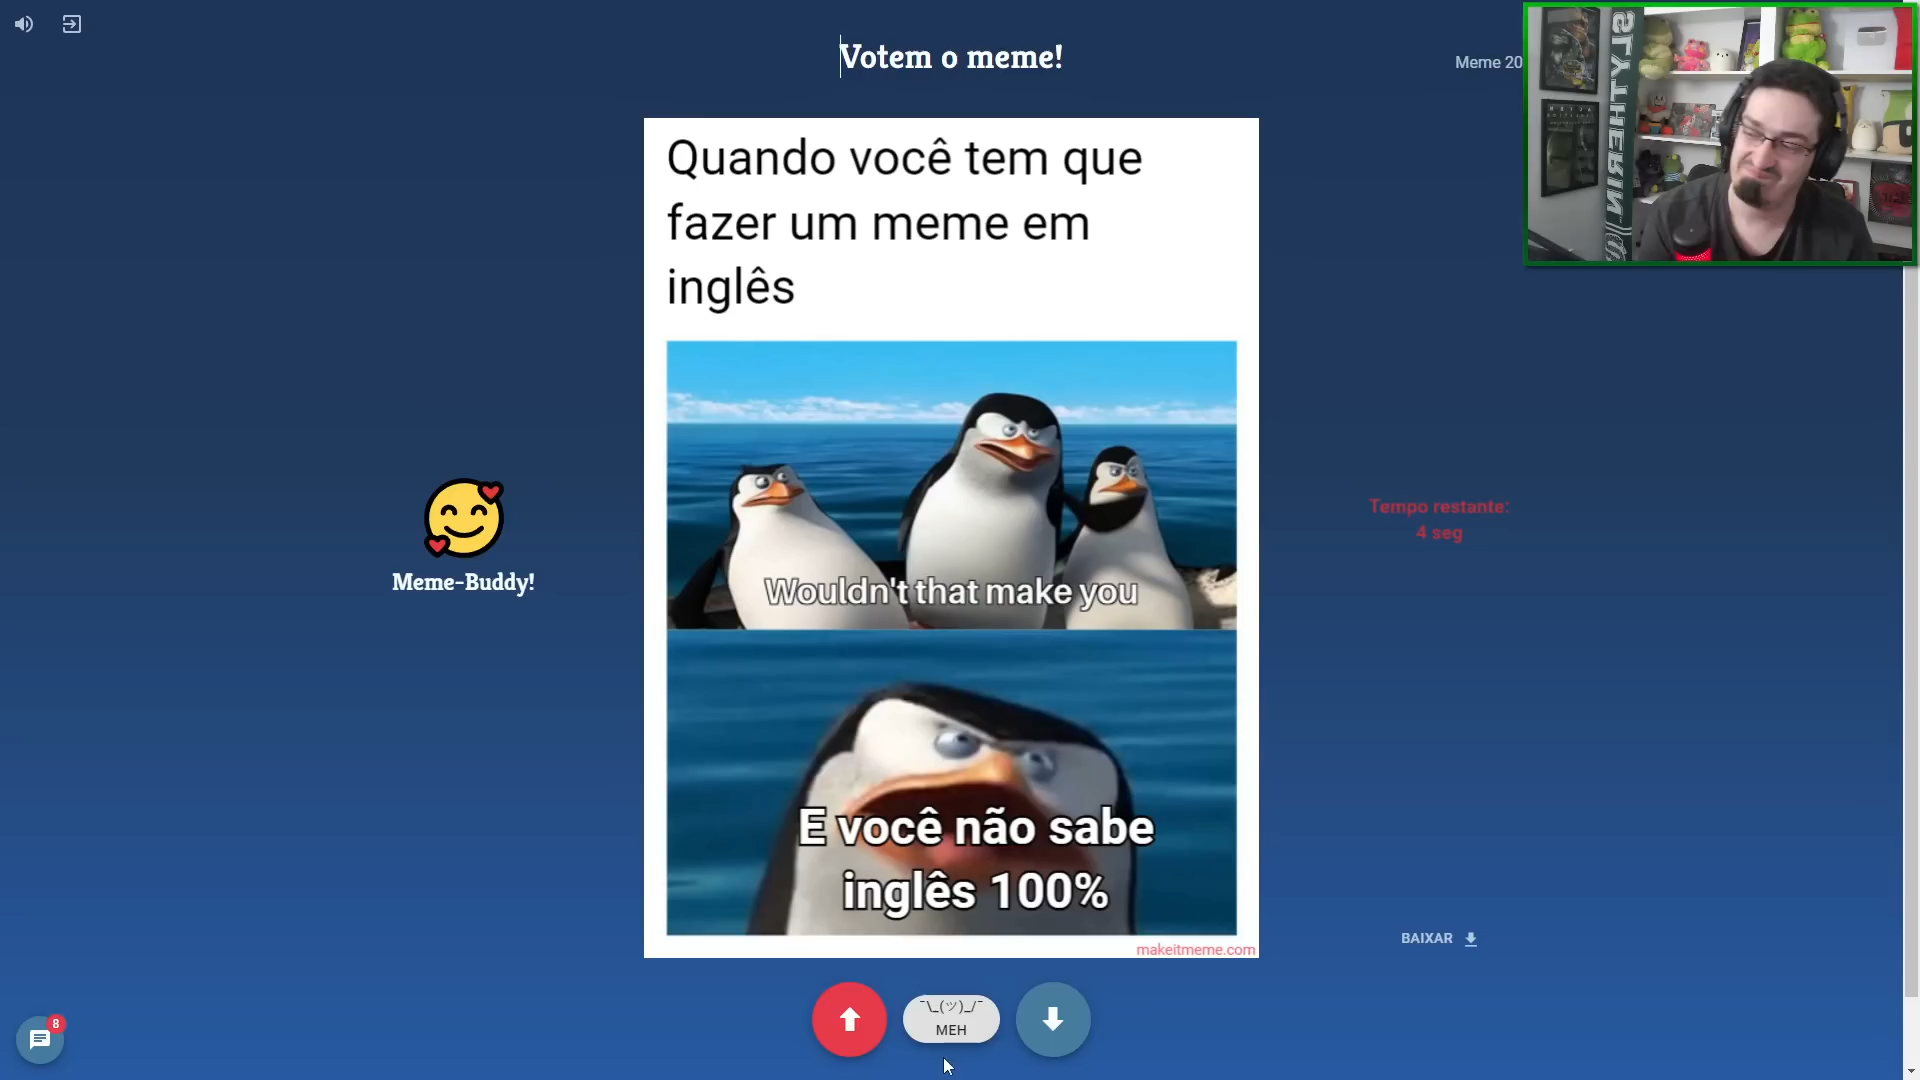 Votem o meme!
Meme 20
Quando você tem que
fazer um meme em
inglês
Wouldn't that make you
E você não sabe
inglês 100%
makeitmeme.com
Meme-Buddy!
Tempo restante:
4 seg
BAIXAR
¯\_(ツ)_/¯
MEH
8
SLYTHERIN